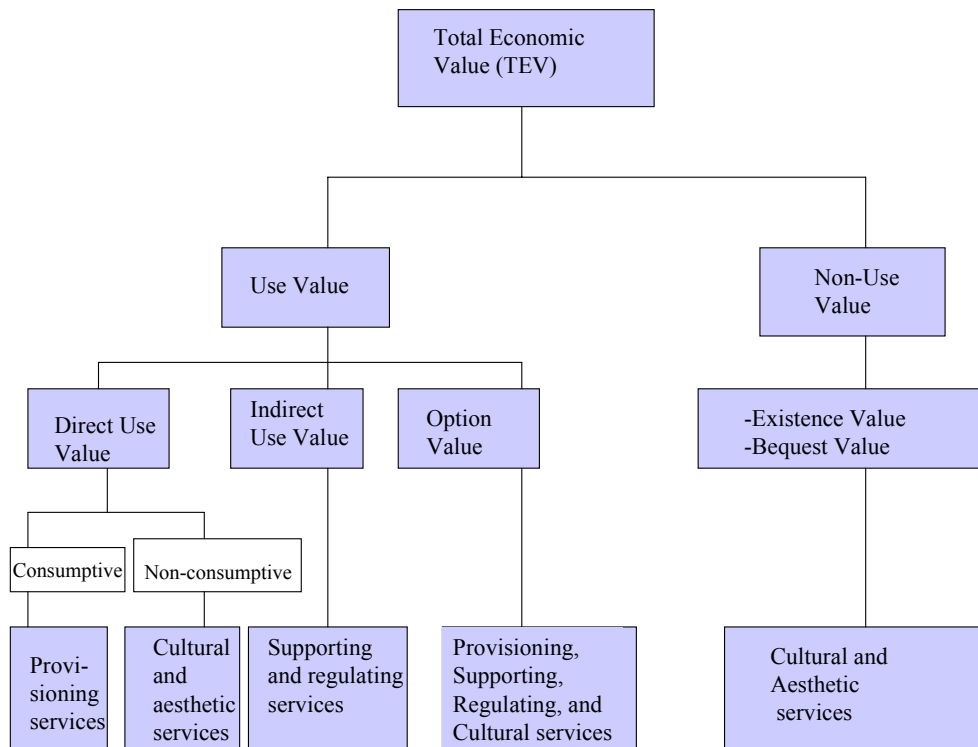 Total Economic
Value (TEV)
Use Value
Non-Use
Value
Direct Use
Value
Indirect
Use Value
Option
Value
-Existence Value
-Bequest Value
Consumptive
Non-consumptive
Provi-
sioning
services
Cultural
and
aesthetic
services
Supporting
and regulating
services
Provisioning,
Supporting,
Regulating, and
Cultural services
Cultural and
Aesthetic
services